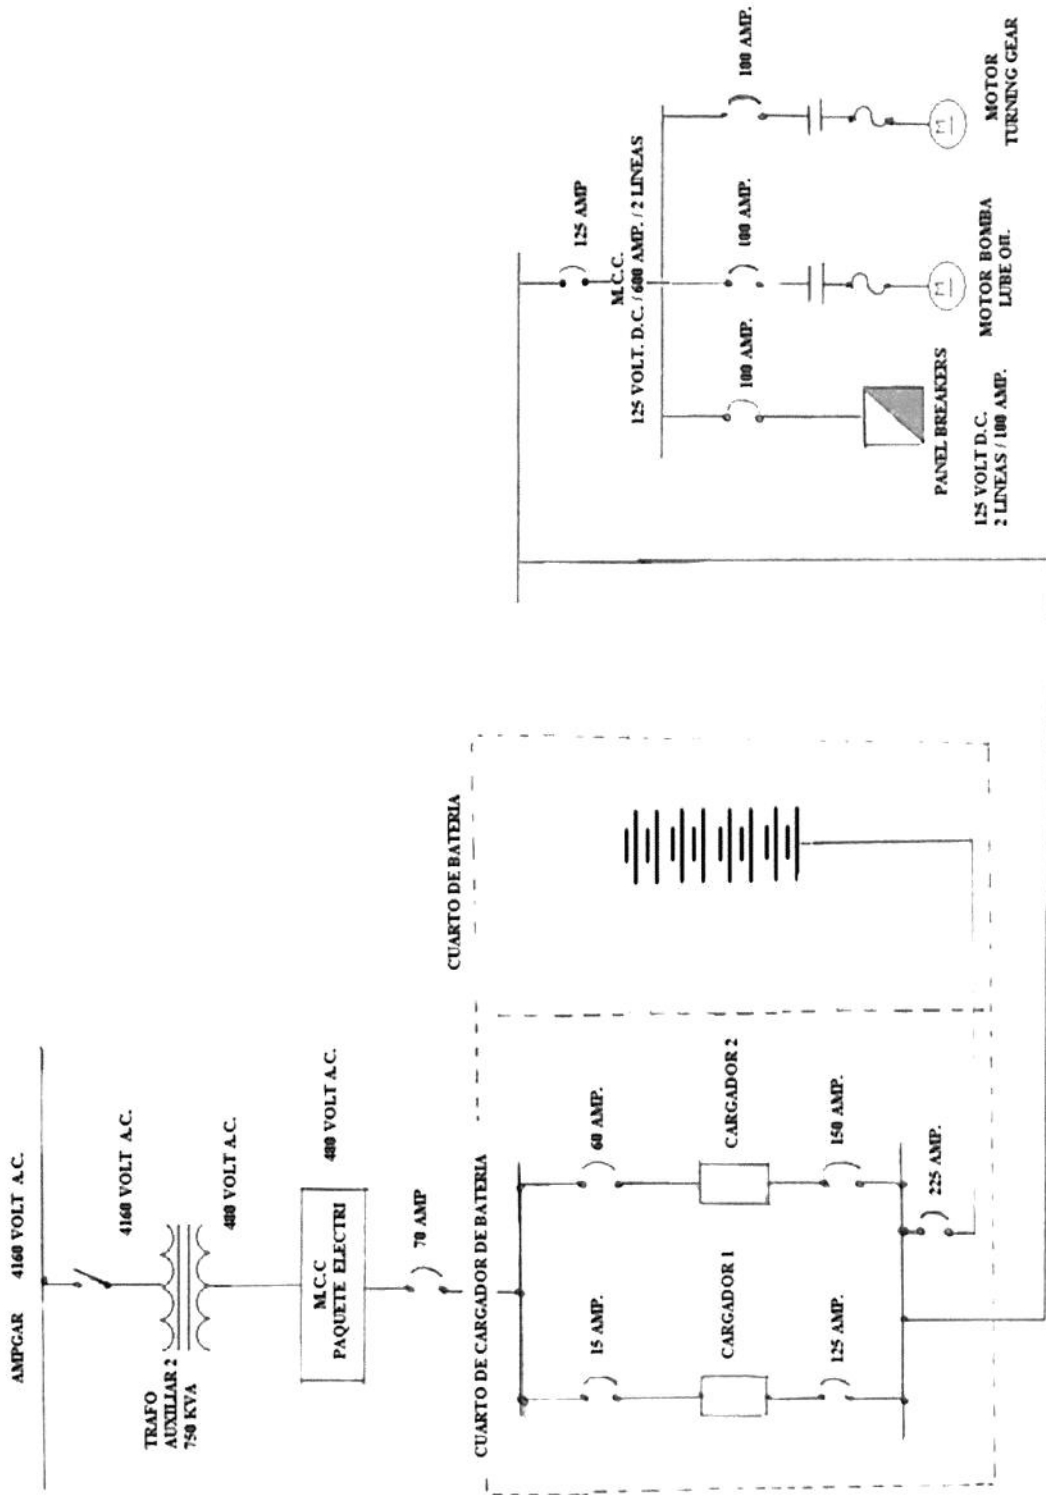 AMPGAR 4160 VOLT A.C.
4160 VOLT A.C.
TRAFO
AUXILIAR 2
750 KVA
480 VOLT A.C.
M.C.C
PAQUETE ELECTRI
480 VOLT A.C.
70 AMP
CUARTO DE CARGADOR DE BATERIA
CUARTO DE BATERIA
15 AMP.
60 AMP.
CARGADOR 1
CARGADOR 2
125 AMP.
150 AMP.
225 AMP.
125 AMP
M.C.C.
125 VOLT. D.C. / 600 AMP. / 2 LINEAS
100 AMP.
100 AMP.
100 AMP.
PANEL BREAKERS
125 VOLT D.C.
2 LINEAS / 100 AMP.
M
MOTOR BOMBA
LUBE OIL
M
MOTOR
TURNING GEAR